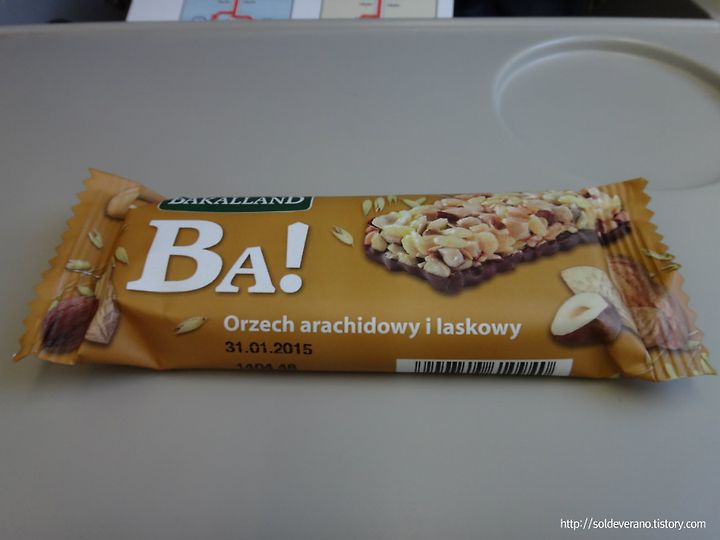 BAKALLAND
BA!
Orzech arachidowy i laskowy
31.01.2015
http://soldeverano.tistory.com